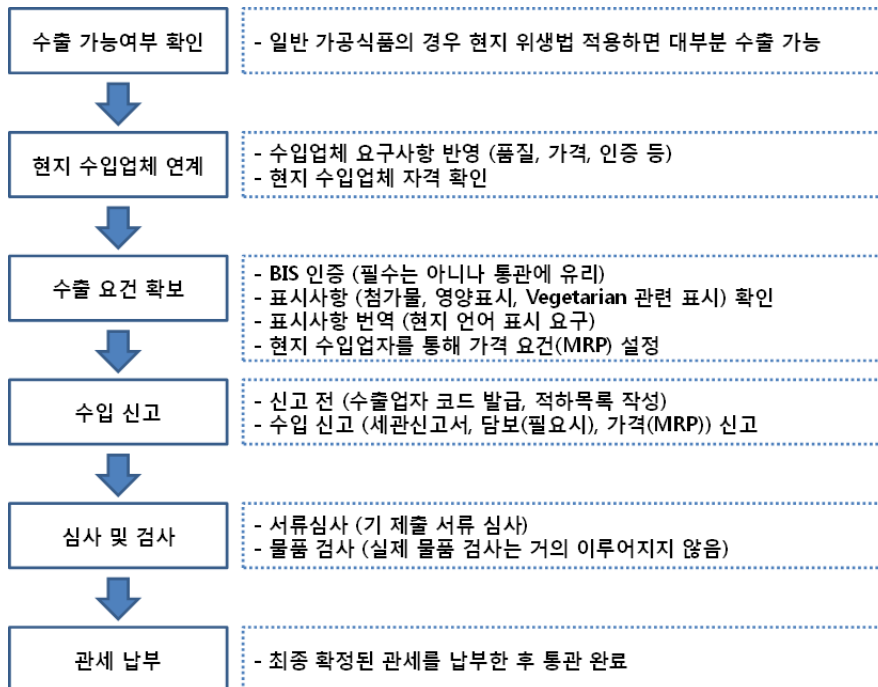 수출 가능여부 확인
- 일반 가공식품의 경우 현지 위생법 적용하면 대부분 수출 가능
현지 수입업체 연계
- 수입업체 요구사항 반영 (품질, 가격, 인증 등)
- 현지 수입업체 자격 확인
수출 요건 확보
- BIS 인증 (필수는 아니나 통관에 유리)
- 표시사항 (첨가물, 영양표시, Vegetarian 관련 표시) 확인
- 표시사항 번역 (현지 언어 표시 요구)
- 현지 수입업자를 통해 가격 요건(MRP) 설정
수입 신고
- 신고 전 (수출업자 코드 발급, 적하목록 작성)
- 수입 신고 (세관신고서, 담보(필요시), 가격(MRP)) 신고
심사 및 검사
- 서류심사 (기 제출 서류 심사)
- 물품 검사 (실제 물품 검사는 거의 이루어지지 않음)
관세 납부
- 최종 확정된 관세를 납부한 후 통관 완료